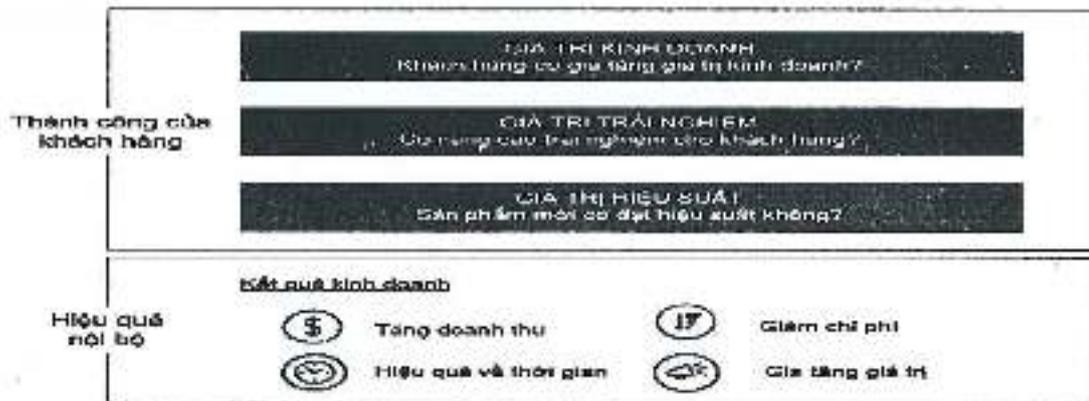 GIÁ TRỊ KINH DOANH
Khách hàng có gia tăng giá trị kinh doanh?
Thành công của
khách hàng
GIÁ TRỊ TRẢI NGHIỆM
Có nâng cao trải nghiệm cho khách hàng?
GIÁ TRỊ HIỆU SUẤT
Sản phẩm mới có đạt hiệu suất không?
Kết quả kinh doanh
Hiệu quả
nội bộ
$ Tăng doanh thu
Giảm chi phí
Hiệu quả về thời gian
Gia tăng giá trị